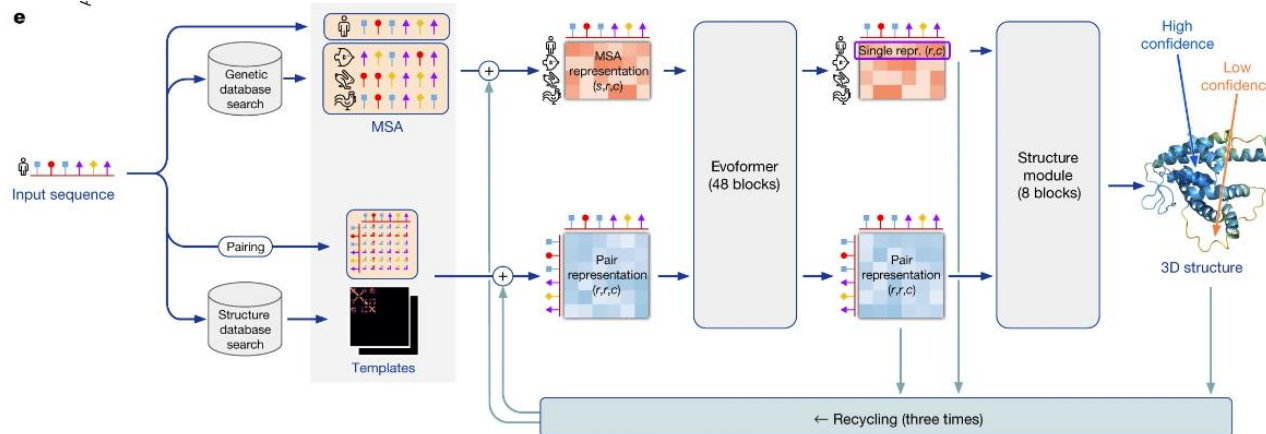 e
Genetic
database
search
MSA
Input sequence
Pairing
Structure
database
search
Templates
+
+
MSA
representation
(s,r,c)
Pair
representation
(r,r,c)
Evoformer
(48 blocks)
Single repr. (r,c)
Pair
representation
(r,r,c)
Structure
module
(8 blocks)
High
confidence
Low
confidence
3D structure
← Recycling (three times)